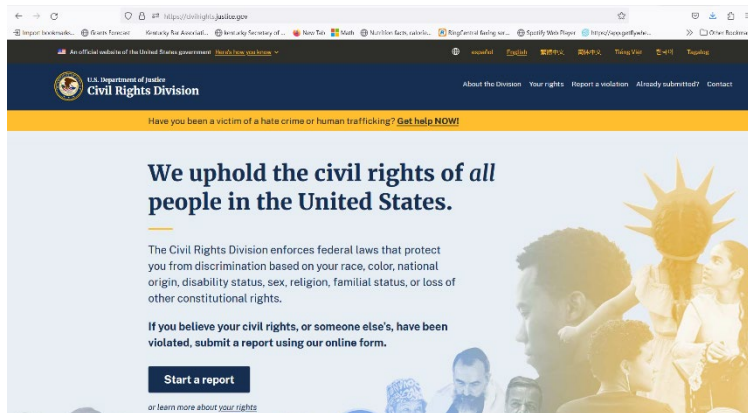 https://civilrights.justice.gov
Import bookmarks... Grants Forecast Kentucky Bar Associati... Kentucky Secretary of ... New Tab Math Nutrition facts, calorie... RingCentral Racing ser... Spotify Web Player https://app.getflywhe... Other Bookma
An official website of the United States government Here's how you know español English 繁體中文 简体中文 Tiếng Việt 한국어 Tagalog
U.S. Department of Justice
Civil Rights Division
About the Division Your rights Report a violation Already submitted? Contact
Have you been a victim of a hate crime or human trafficking? Get help NOW!
We uphold the civil rights of all
people in the United States.
The Civil Rights Division enforces federal laws that protect
you from discrimination based on your race, color, national
origin, disability status, sex, religion, familial status, or loss of
other constitutional rights.
If you believe your civil rights, or someone else's, have been
violated, submit a report using our online form.
Start a report
or learn more about your rights